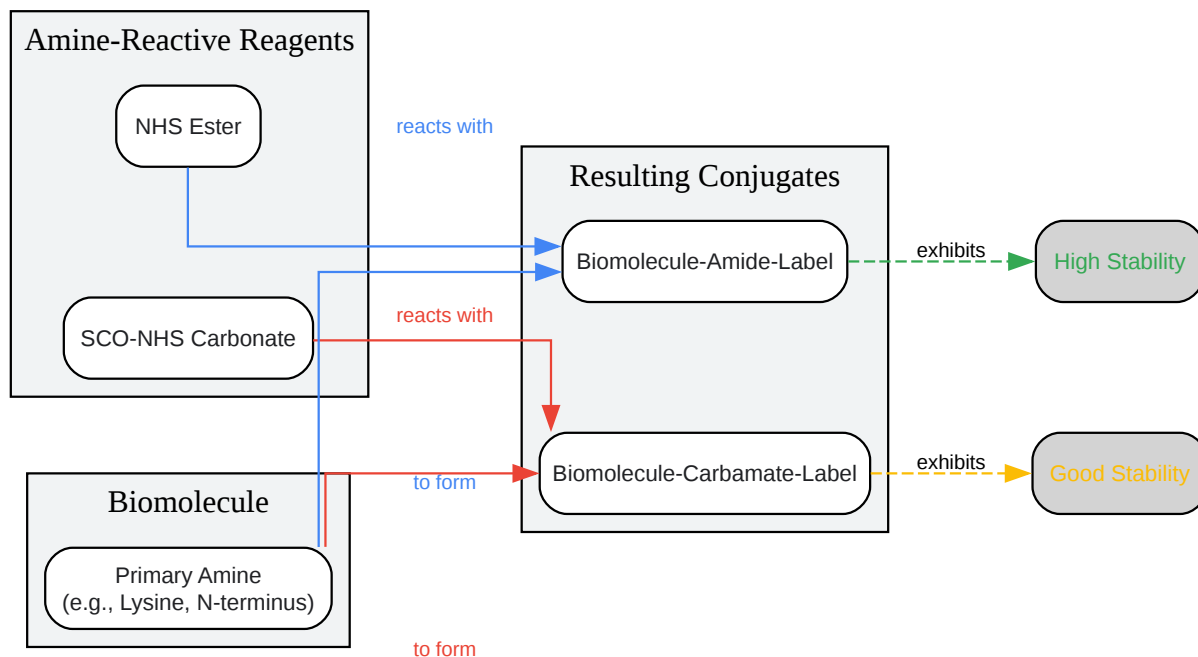 Amine-Reactive Reagents
NHS Ester
reacts with
Resulting Conjugates
Biomolecule-Amide-Label
exhibits
High Stability
SCO-NHS Carbonate
reacts with
Biomolecule-Carbamate-Label
exhibits
Good Stability
to form
Biomolecule
Primary Amine
(e.g., Lysine, N-terminus)
to form